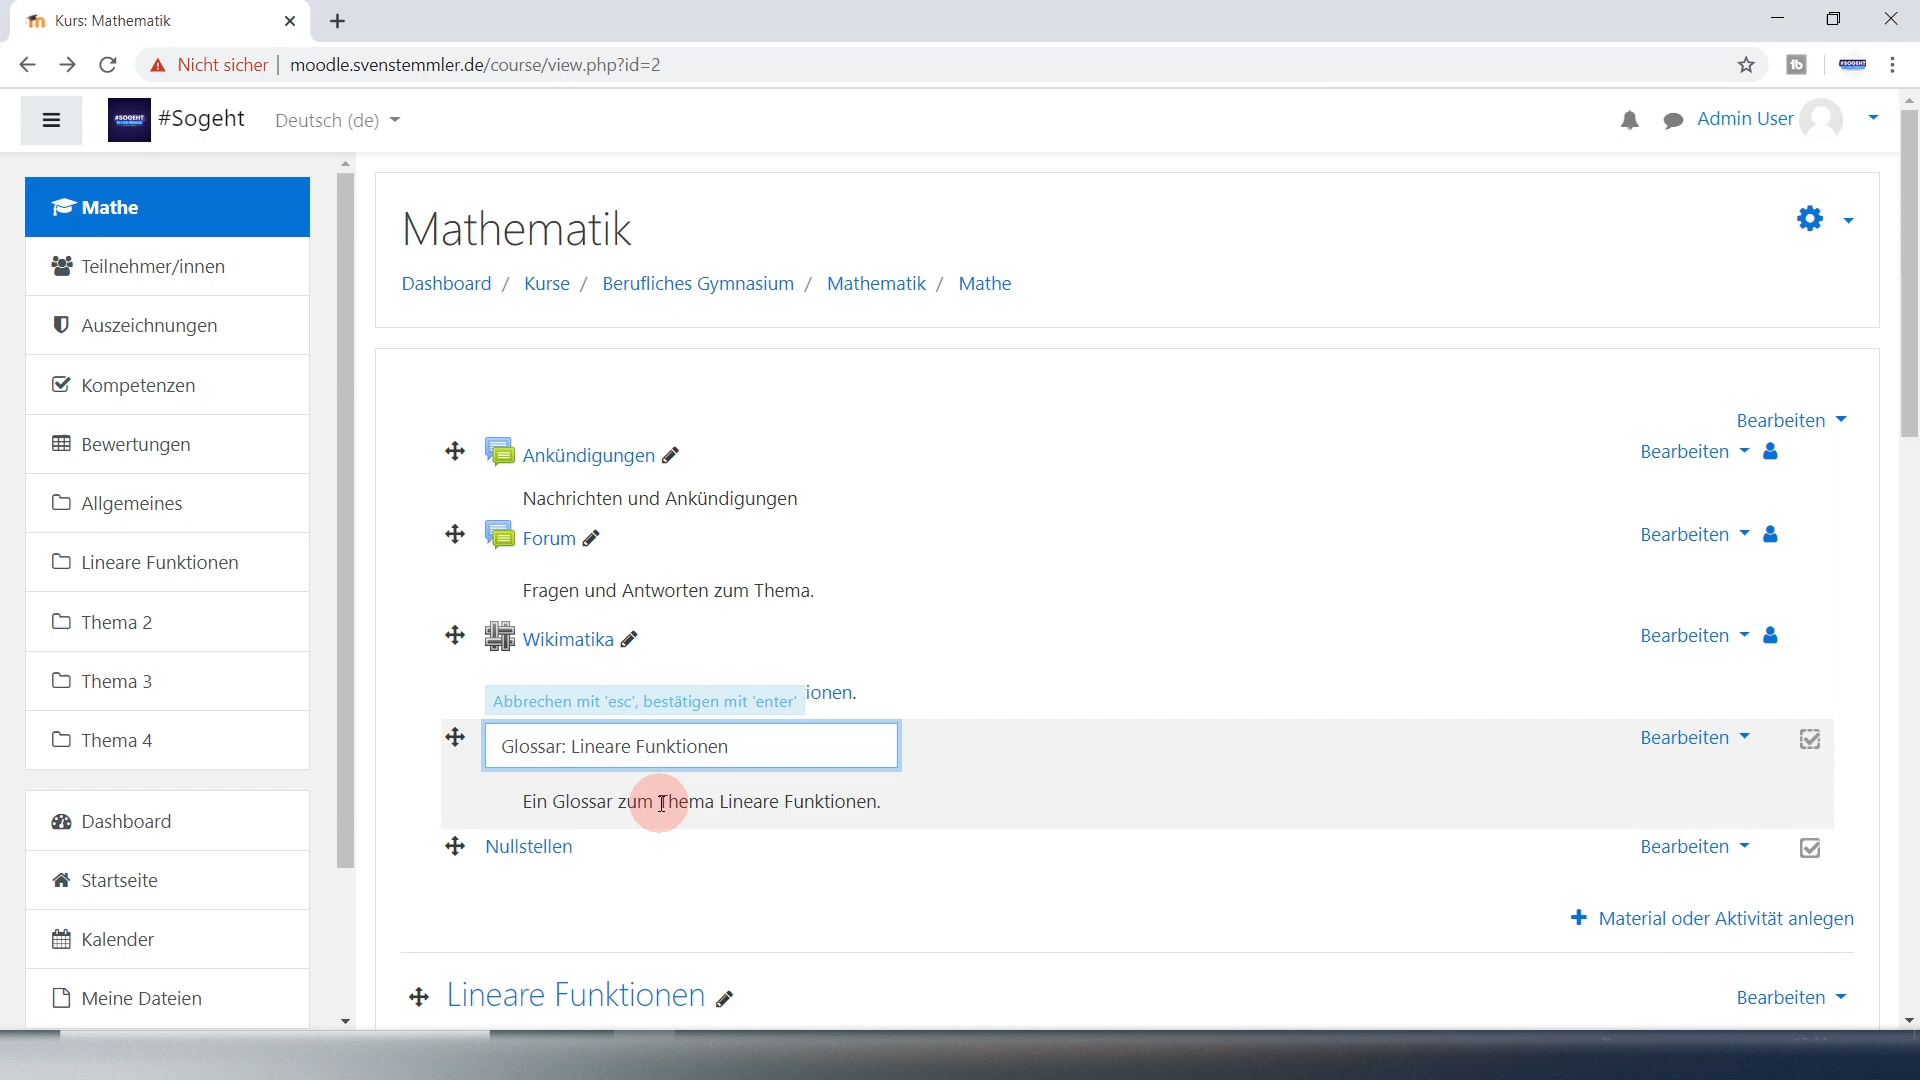 Kurs: Mathematik
Nicht sicher
moodle.svenstemmler.de/course/view.php?id=2
#SOGEHT
#Sogeht
Deutsch (de)
Admin User
Mathe
Teilnehmer/innen
Auszeichnungen
Kompetenzen
Bewertungen
Allgemeines
Lineare Funktionen
Thema 2
Thema 3
Thema 4
Dashboard
Startseite
Kalender
Meine Dateien
Mathematik
Dashboard / Kurse / Berufliches Gymnasium / Mathematik / Mathe
Bearbeiten
Ankündigungen
Bearbeiten
Nachrichten und Ankündigungen
Forum
Bearbeiten
Fragen und Antworten zum Thema.
Wikimatika
Bearbeiten
ionen.
Abbrechen mit 'esc', bestätigen mit 'enter'
Glossar: Lineare Funktionen
Bearbeiten
Ein Glossar zum Thema Lineare Funktionen.
Nullstellen
Bearbeiten
Material oder Aktivität anlegen
Lineare Funktionen
Bearbeiten